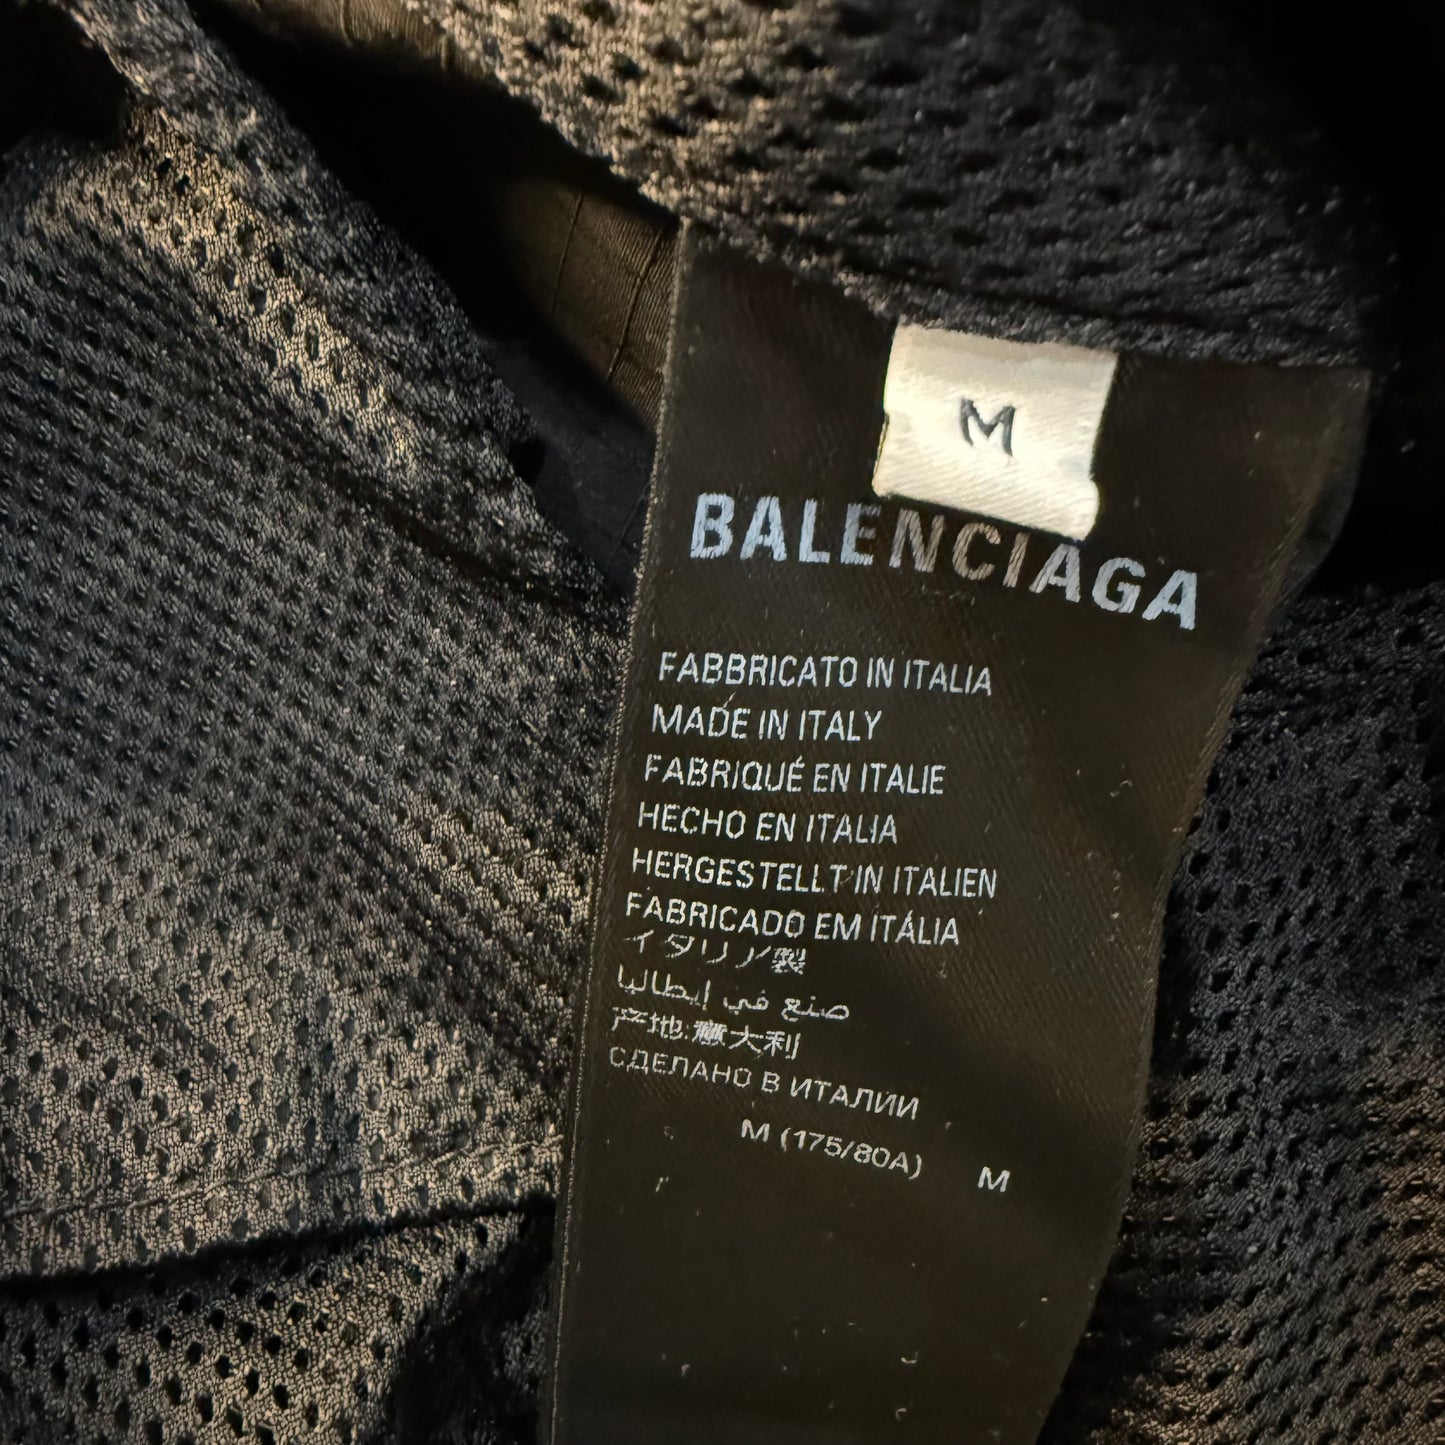 M
BALENCIAGA
FABBRICATO IN ITALIA
MADE IN ITALY
FABRIQUÉ EN ITALIE
HECHO EN ITALIA
HERGESTELLT IN ITALIEN
FABRICADO EM ITÁLIA
イタリア製
صنع في إيطاليا
产地:意大利
СДЕЛАНО В ИТАЛИИ
M (175/80A) M